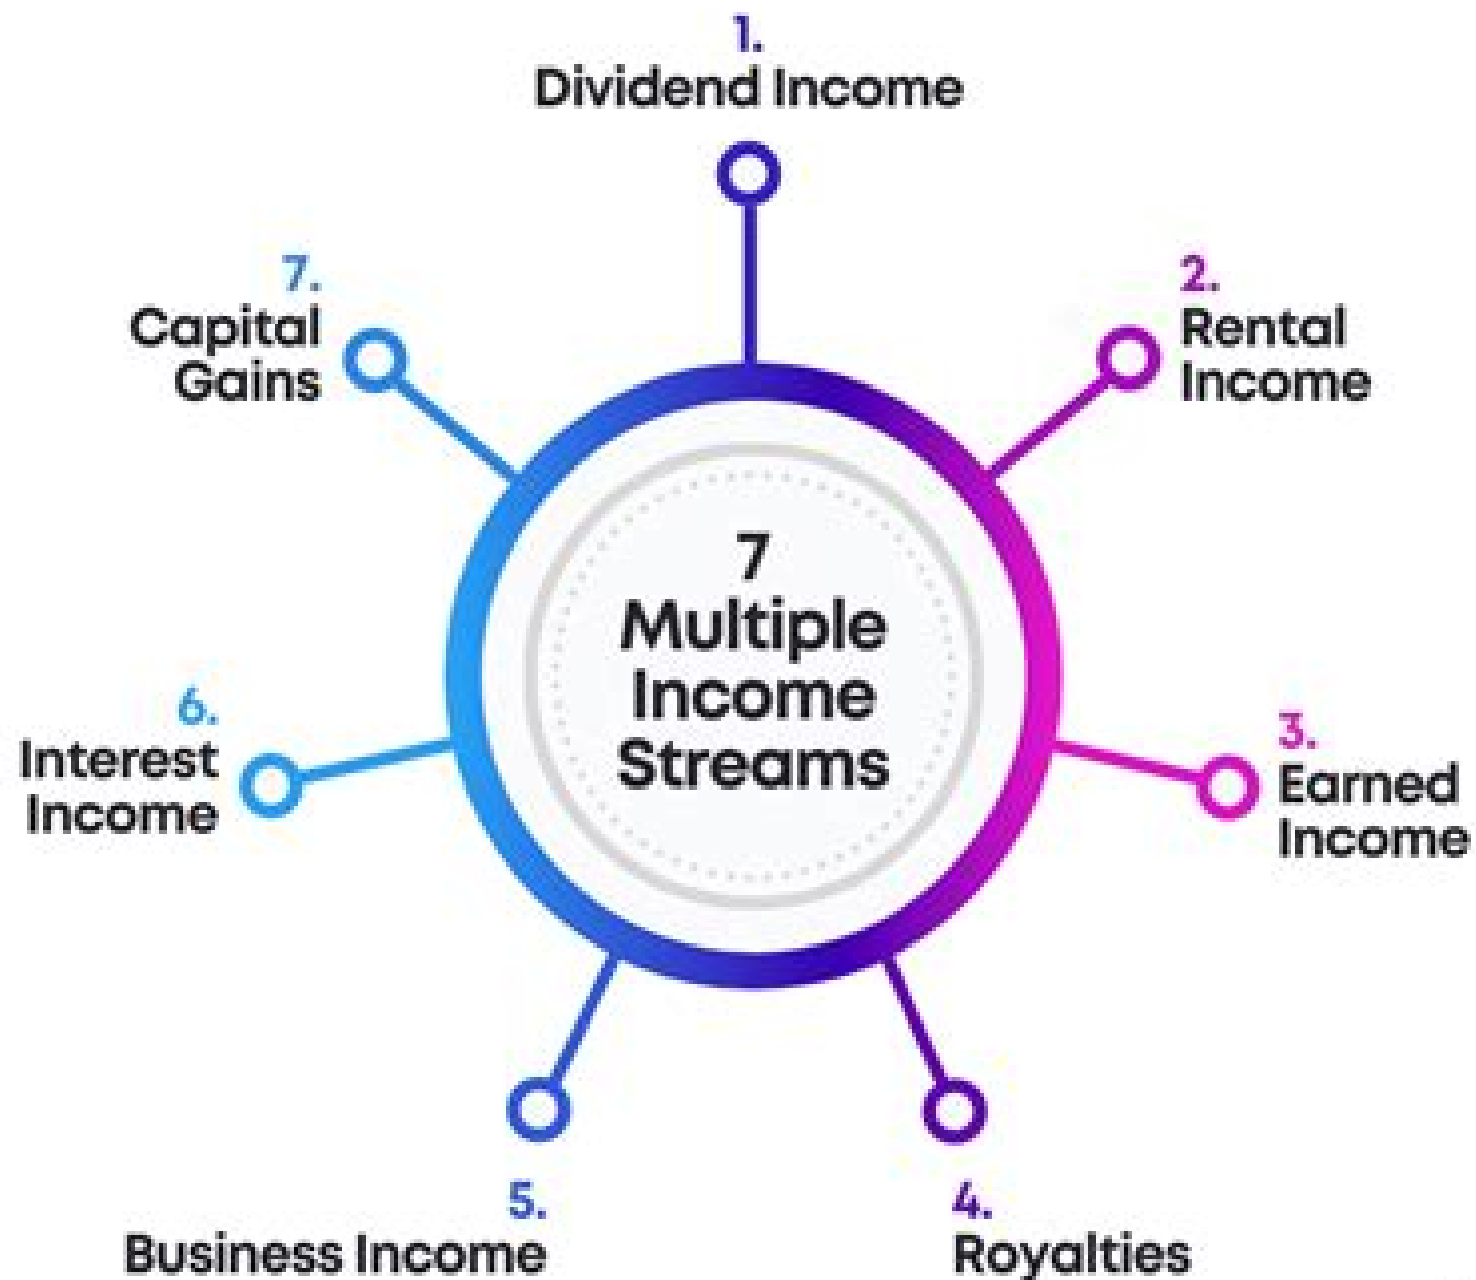 1.
Dividend Income
2.
Rental
Income
3.
Earned
Income
4.
Royalties
5.
Business Income
6.
Interest
Income
7.
Capital
Gains
7
Multiple
Income
Streams